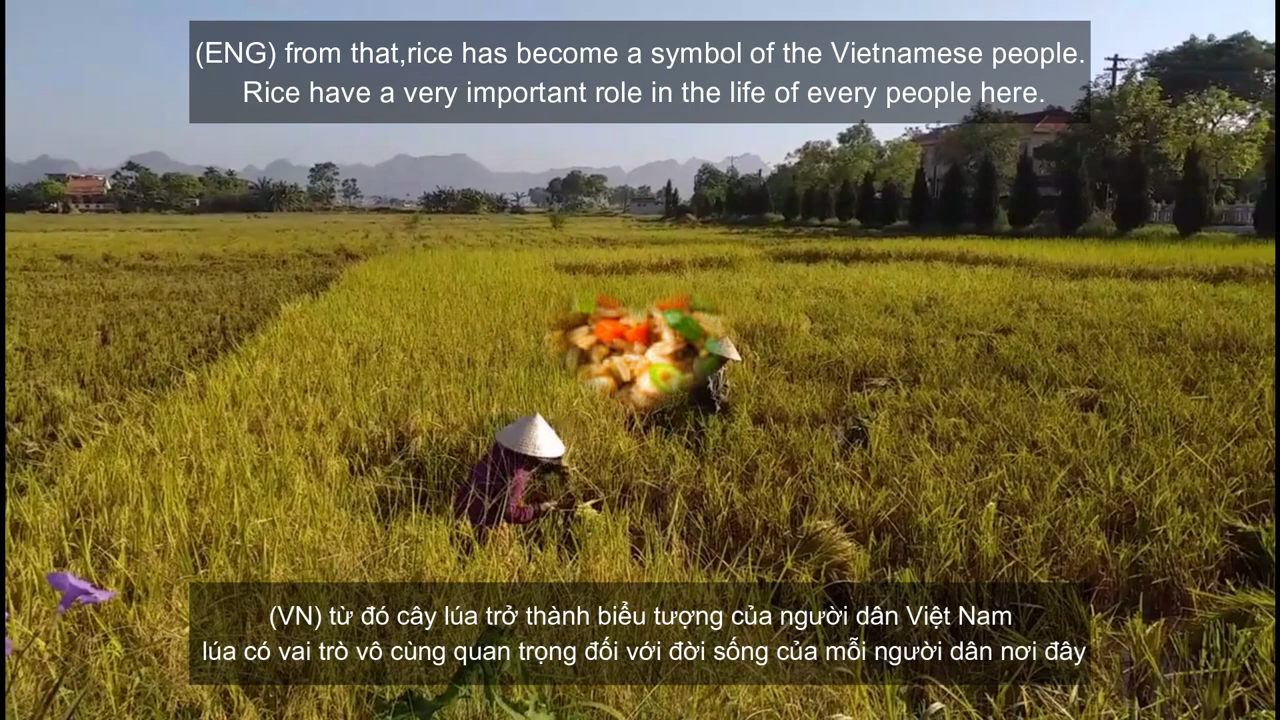 (ENG) from that,rice has become a symbol of the Vietnamese people.
Rice have a very important role in the life of every people here.
(VN) từ đó cây lúa trở thành biểu tượng của người dân Việt Nam
lúa có vai trò vô cùng quan trọng đối với đời sống của mỗi người dân nơi đây